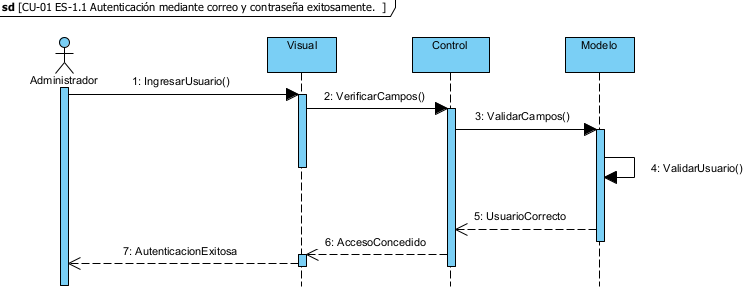 sd [CU-01 ES-1.1 Autenticación mediante correo y contraseña exitosamente. ]
Administrador
Visual
Control
Modelo
1: IngresarUsuario()
2: VerificarCampos()
3: ValidarCampos()
4: ValidarUsuario()
5: UsuarioCorrecto
6: AccesoConcedido
7: AutenticacionExitosa